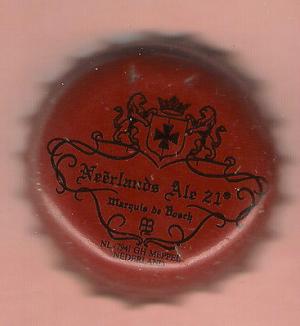 Neêrlands Ale 21°
Marquis de Bosch
NL-7941 GH MEPPEL
NEDERLAND